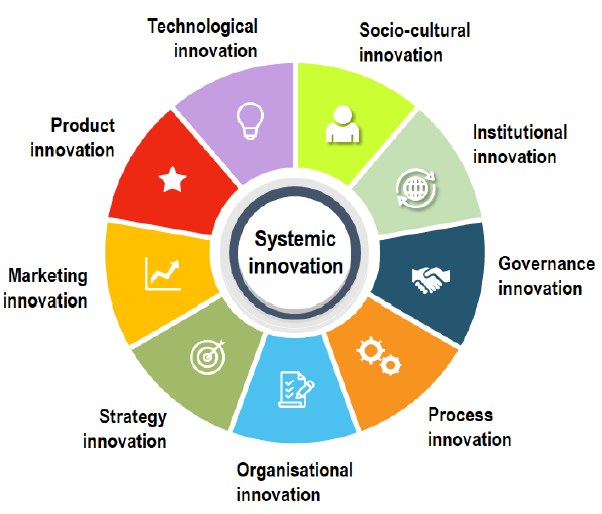 Technological
innovation
Socio-cultural
innovation
Product
innovation
Institutional
innovation
Systemic
innovation
Marketing
innovation
Governance
innovation
Strategy
innovation
Process
innovation
Organisational
innovation